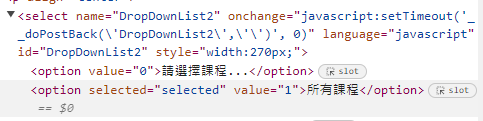 <select name="DropDownList2" onchange="javascript:setTimeout('_
_doPostBack(\'DropDownList2\',\'\')', 0)" language="javascript"
id="DropDownList2" style="width:270px;">
<option value="0">請選擇課程...</option> slot
<option selected="selected" value="1">所有課程</option> slot
== $0